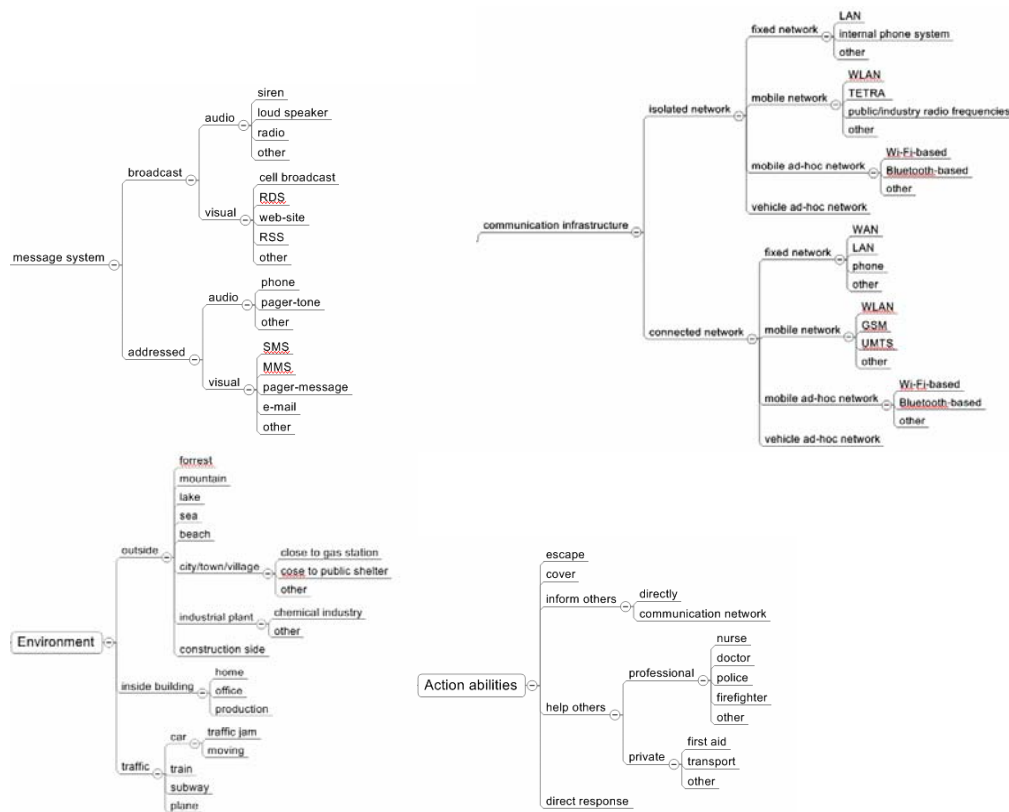 message system
broadcast
audio
siren
loud speaker
radio
other
visual
cell broadcast
RDS
web-site
RSS
other
addressed
audio
phone
pager-tone
other
visual
SMS
MMS
pager-message
e-mail
other
communication infrastructure
isolated network
fixed network
LAN
internal phone system
other
mobile network
WLAN
TETRA
public/industry radio frequencies
other
mobile ad-hoc network
Wi-Fi-based
Bluetooth-based
other
vehicle ad-hoc network
connected network
fixed network
WAN
LAN
phone
other
mobile network
WLAN
GSM
UMTS
other
mobile ad-hoc network
Wi-Fi-based
Bluetooth-based
other
vehicle ad-hoc network
Environment
outside
forrest
mountain
lake
sea
beach
city/town/village
close to gas station
cose to public shelter
other
industrial plant
chemical industry
other
construction side
inside building
home
office
production
traffic
car
traffic jam
moving
train
subway
plane
Action abilities
escape
cover
inform others
directly
communication network
help others
professional
nurse
doctor
police
firefighter
other
private
first aid
transport
other
direct response